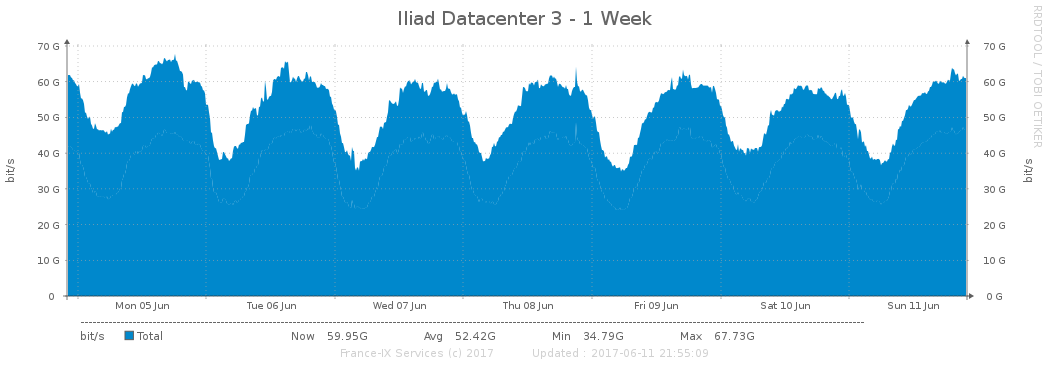 Iliad Datacenter 3 - 1 Week
RRDTOOL / TOBI OETIKER
bit/s
70 G
60 G
50 G
40 G
30 G
20 G
10 G
0
70 G
60 G
50 G
40 G
30 G
20 G
10 G
0 G
bit/s
Mon 05 Jun Tue 06 Jun Wed 07 Jun Thu 08 Jun Fri 09 Jun Sat 10 Jun Sun 11 Jun
bit/s Total Now 59.95G Avg 52.42G Min 34.79G Max 67.73G
France-IX Services (c) 2017 Updated : 2017-06-11 21:55:09